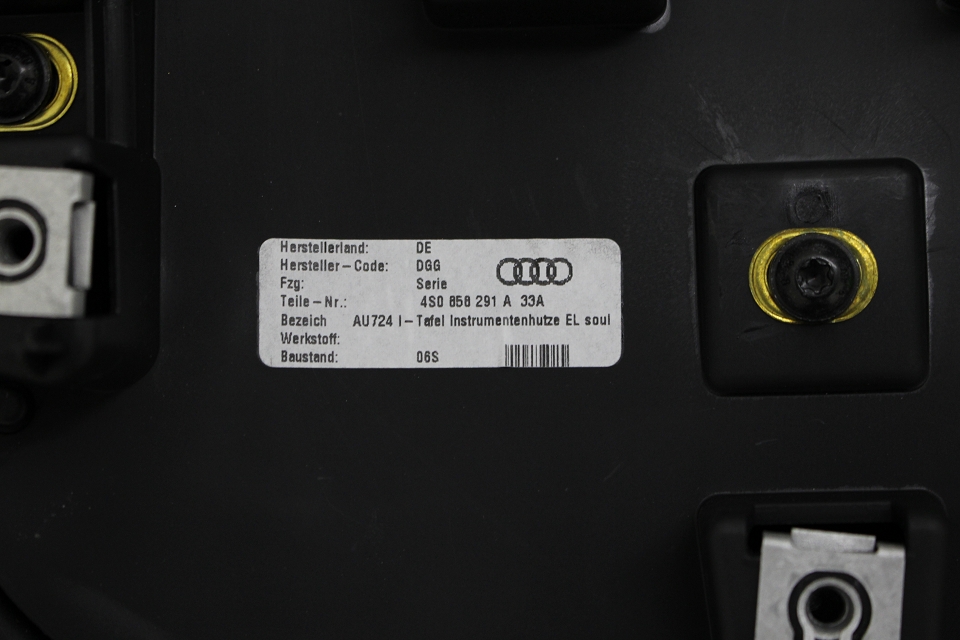 Herstellerland: DE
Hersteller-Code: DGG
Fzg: Serie
Teile-Nr.: 4S0 858 291 A 33A
Bezeich AU724 I-Tafel Instrumentenhutze EL soul
Werkstoff:
Baustand: 06S